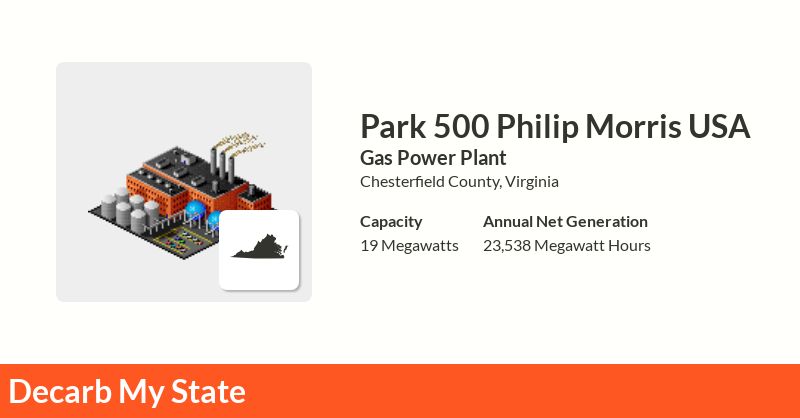 Park 500 Philip Morris USA
Gas Power Plant
Chesterfield County, Virginia
Capacity
19 Megawatts
Annual Net Generation
23,538 Megawatt Hours
Decarb My State